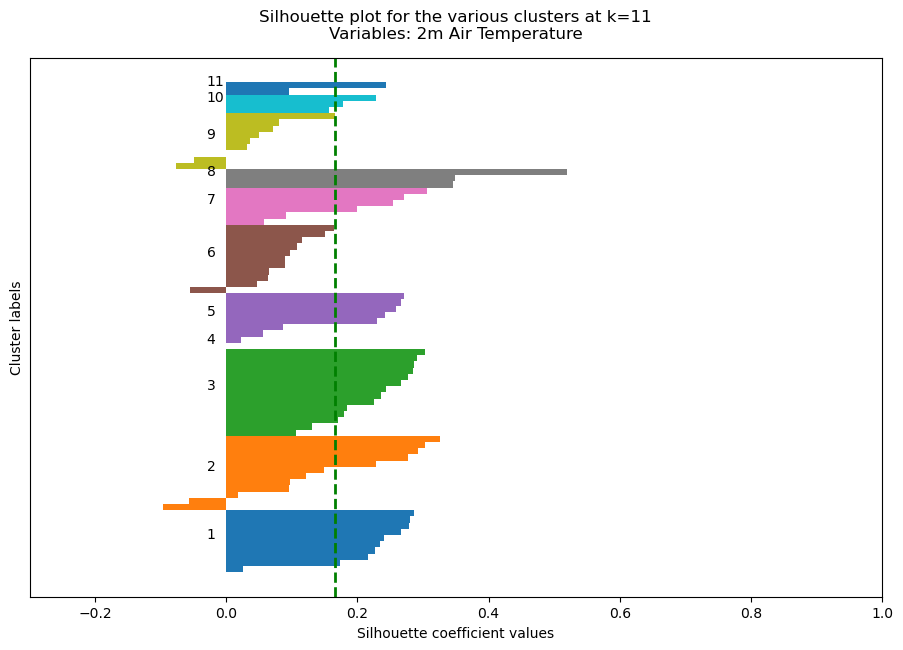 Silhouette plot for the various clusters at k=11
Variables: 2m Air Temperature
Cluster labels
11
10
9
8
7
6
5
4
3
2
1
−0.2 0.0 0.2 0.4 0.6 0.8 1.0
Silhouette coefficient values